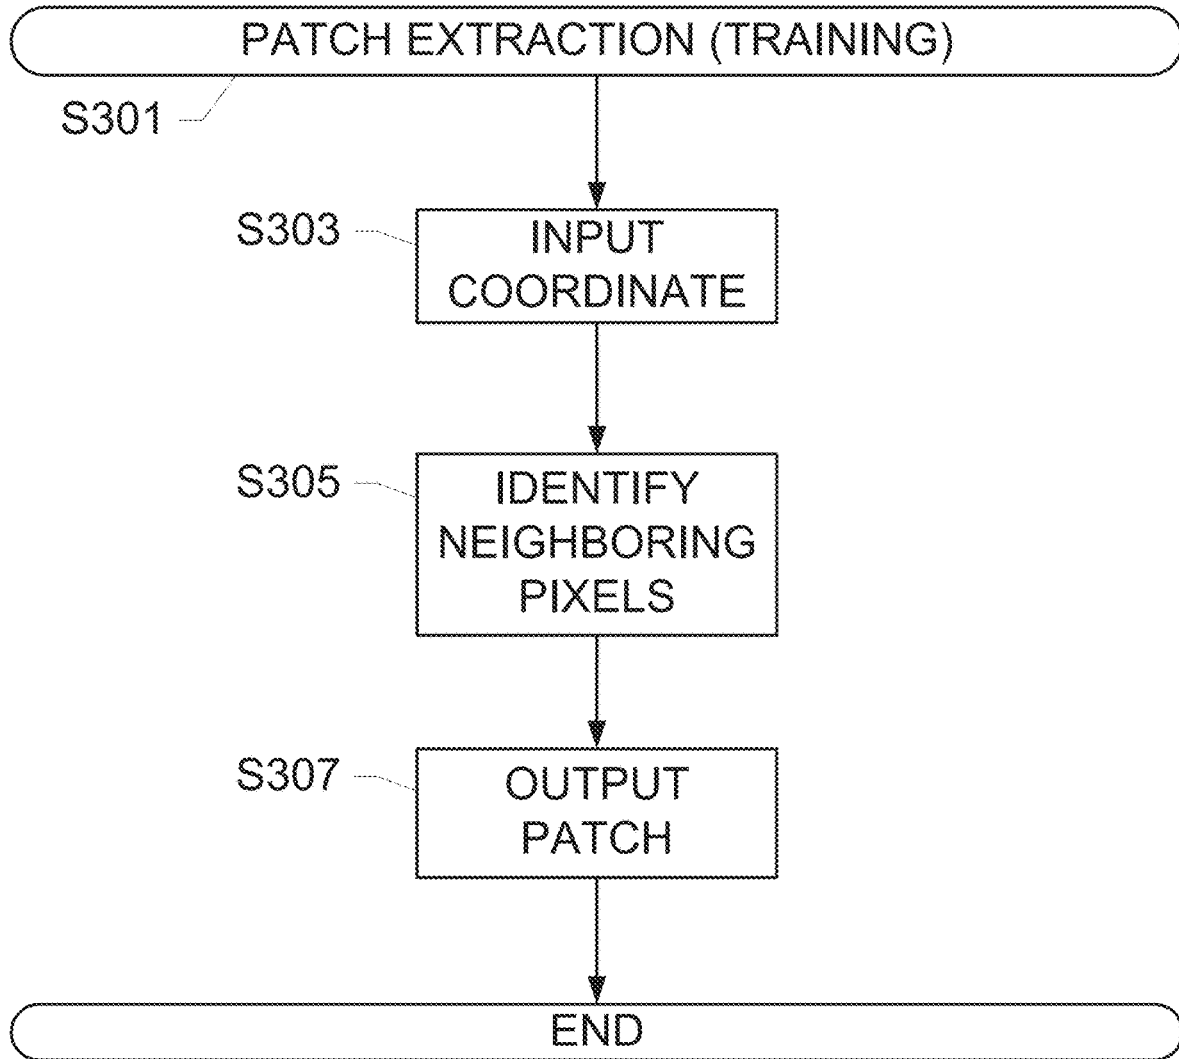 PATCH EXTRACTION (TRAINING)
S301
S303
INPUT
COORDINATE
S305
IDENTIFY
NEIGHBORING
PIXELS
S307
OUTPUT
PATCH
END